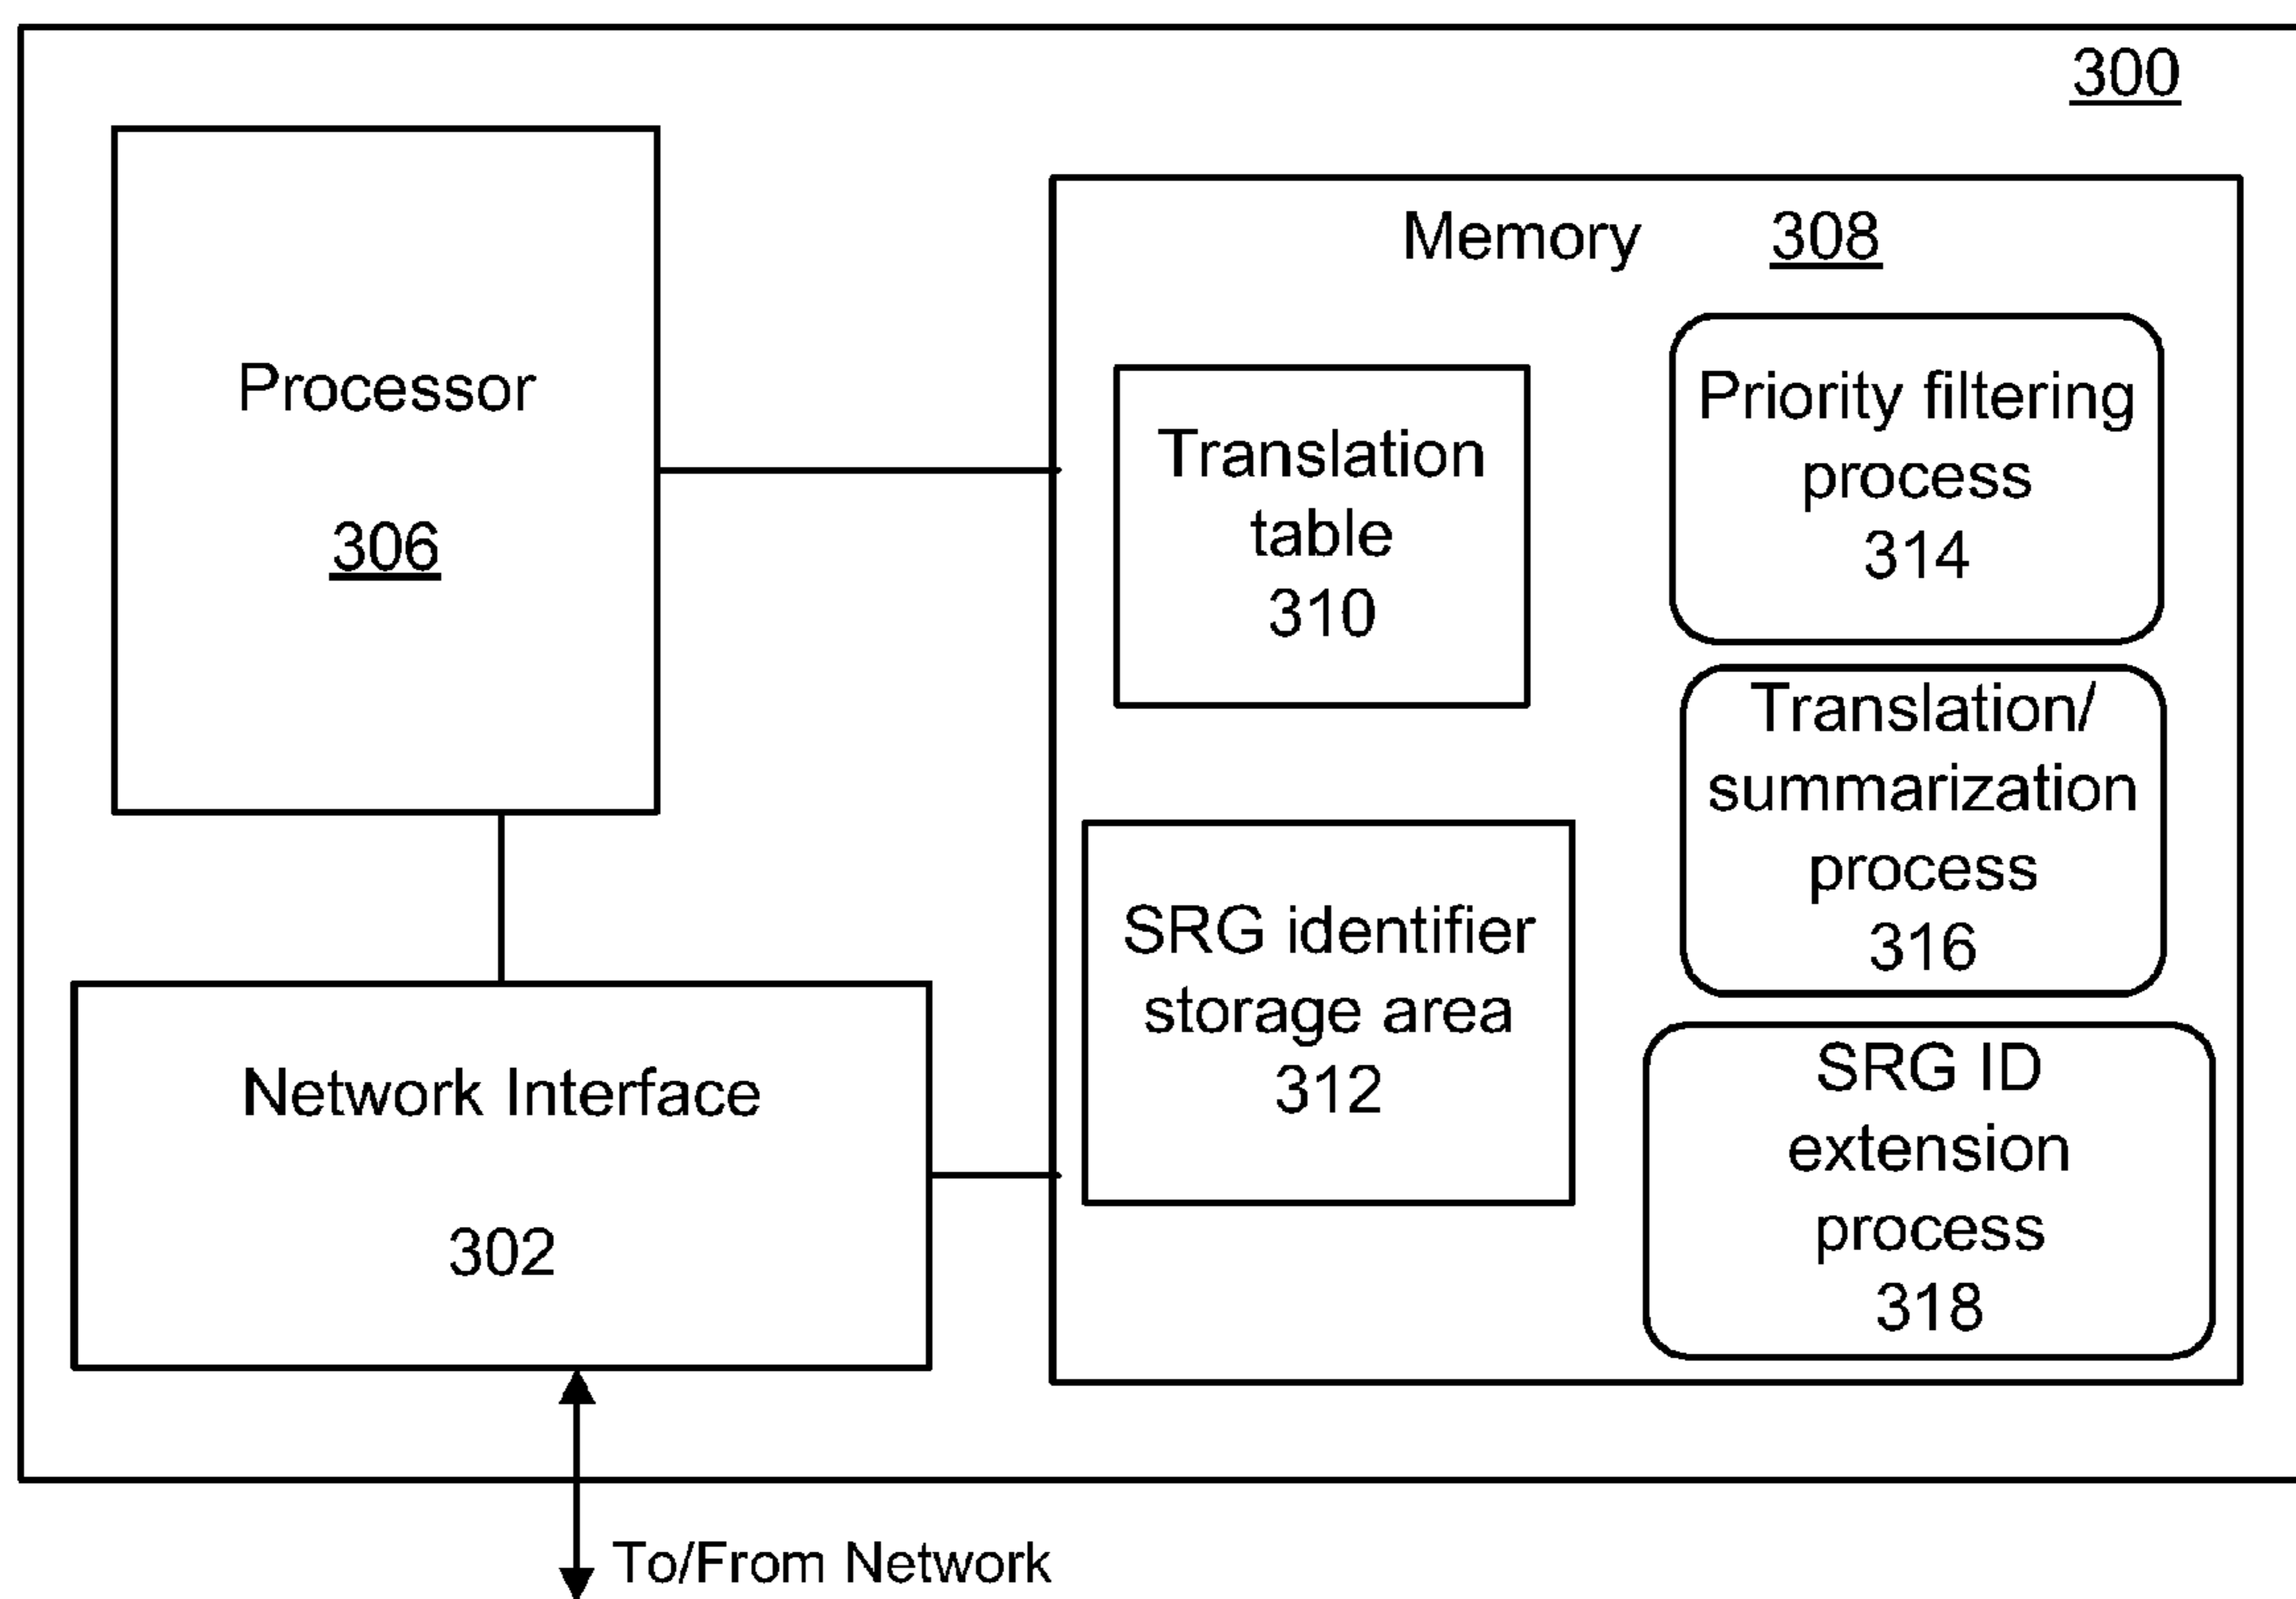 300
Processor
306
Memory 308
Translation
table
310
Priority filtering
process
314
Translation/
summarization
process
316
SRG identifier
storage area
312
SRG ID
extension
process
318
Network Interface
302
To/From Network